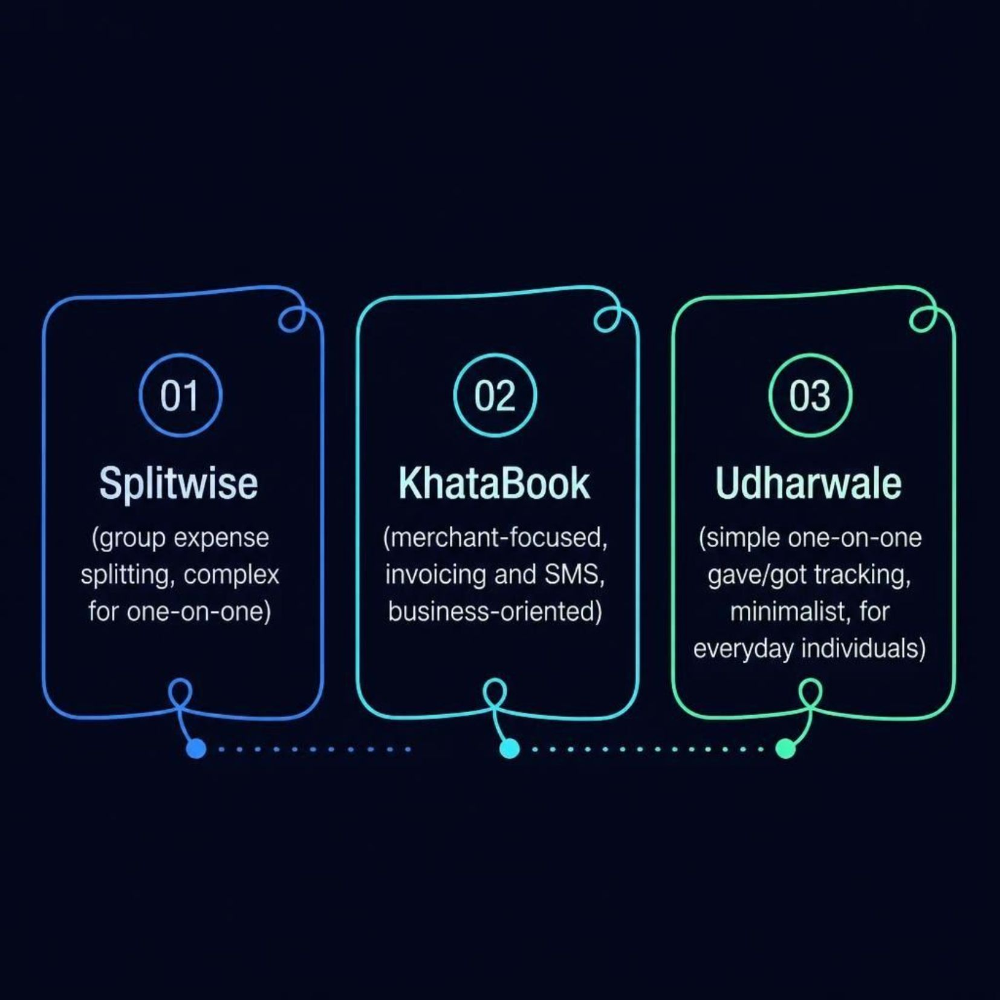 01
Splitwise
(group expense
splitting, complex
for one-on-one)
02
KhataBook
(merchant-focused,
invoicing and SMS,
business-oriented)
03
Udharwale
(simple one-on-one
gave/got tracking,
minimalist, for
everyday individuals)